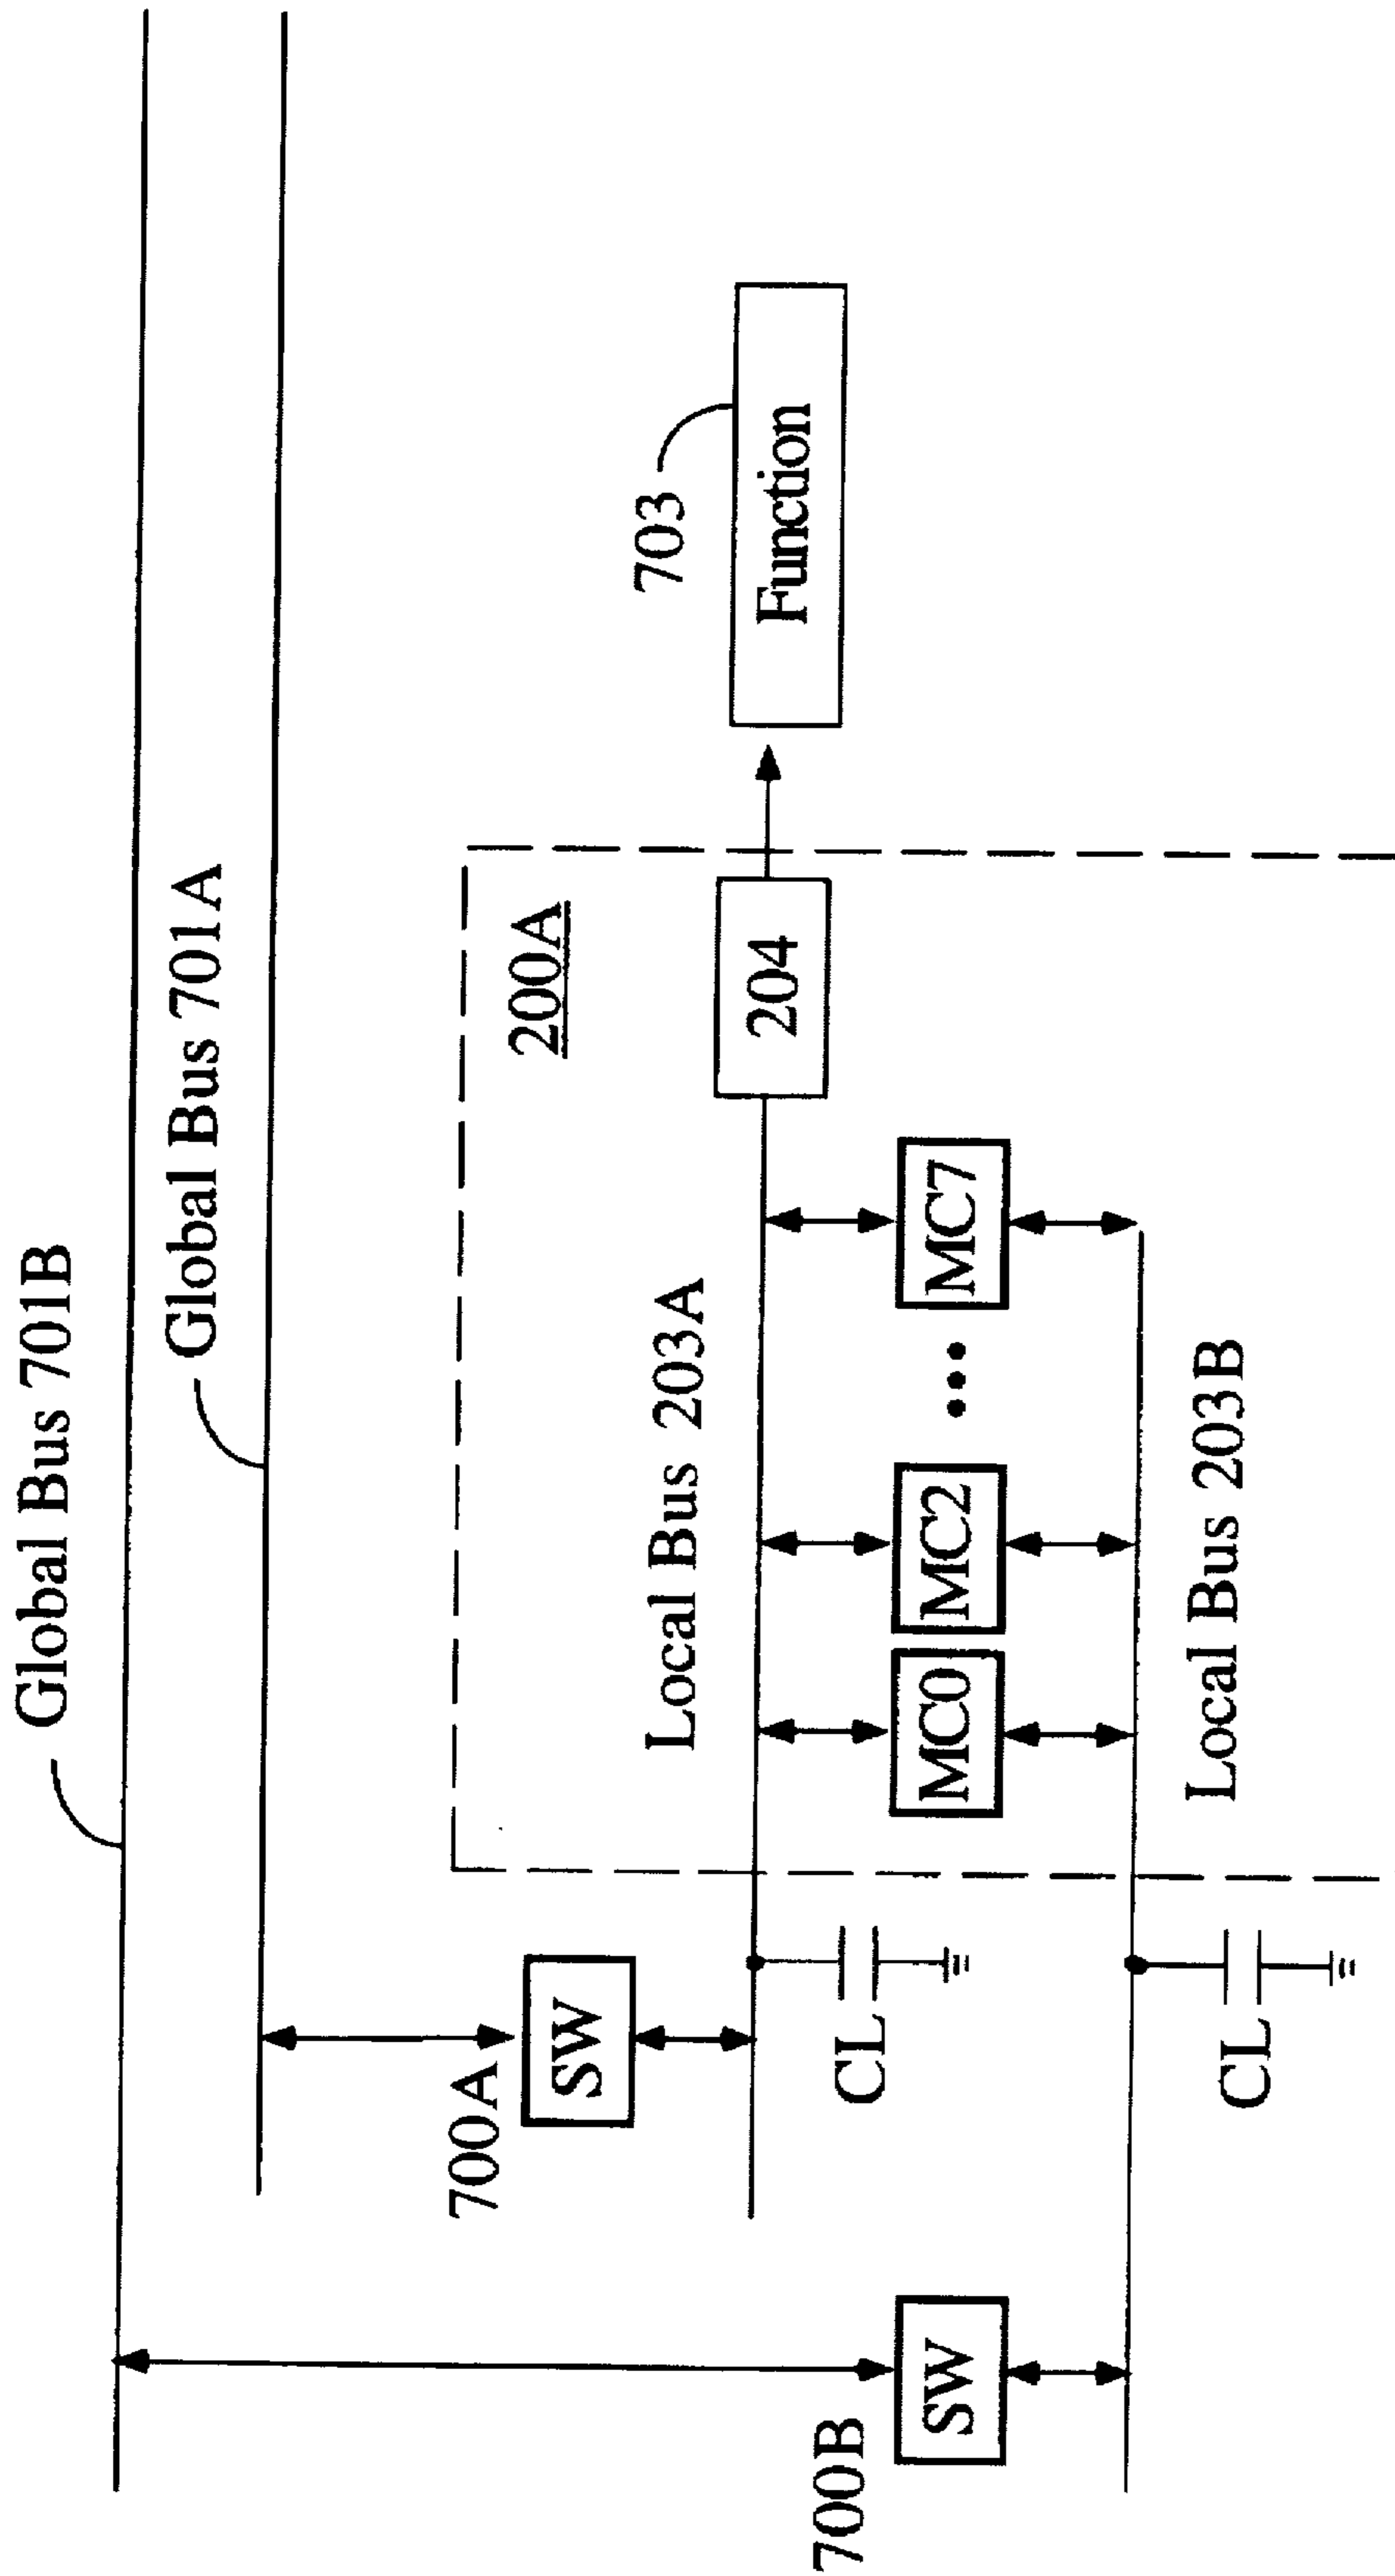 Global Bus 701B
Global Bus 701A
200A
703
Function
204
Local Bus 203A
700A
SW
MC0
MC2
•••
MC7
CL
Local Bus 203B
700B
SW
CL